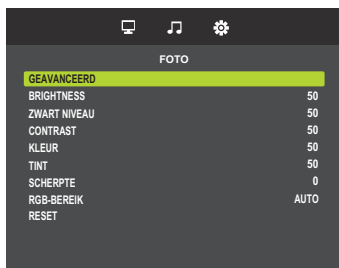 FOTO
GEAVANCEERD
BRIGHTNESS 50
ZWART NIVEAU 50
CONTRAST 50
KLEUR 50
TINT 50
SCHERPTE 0
RGB-BEREIK AUTO
RESET